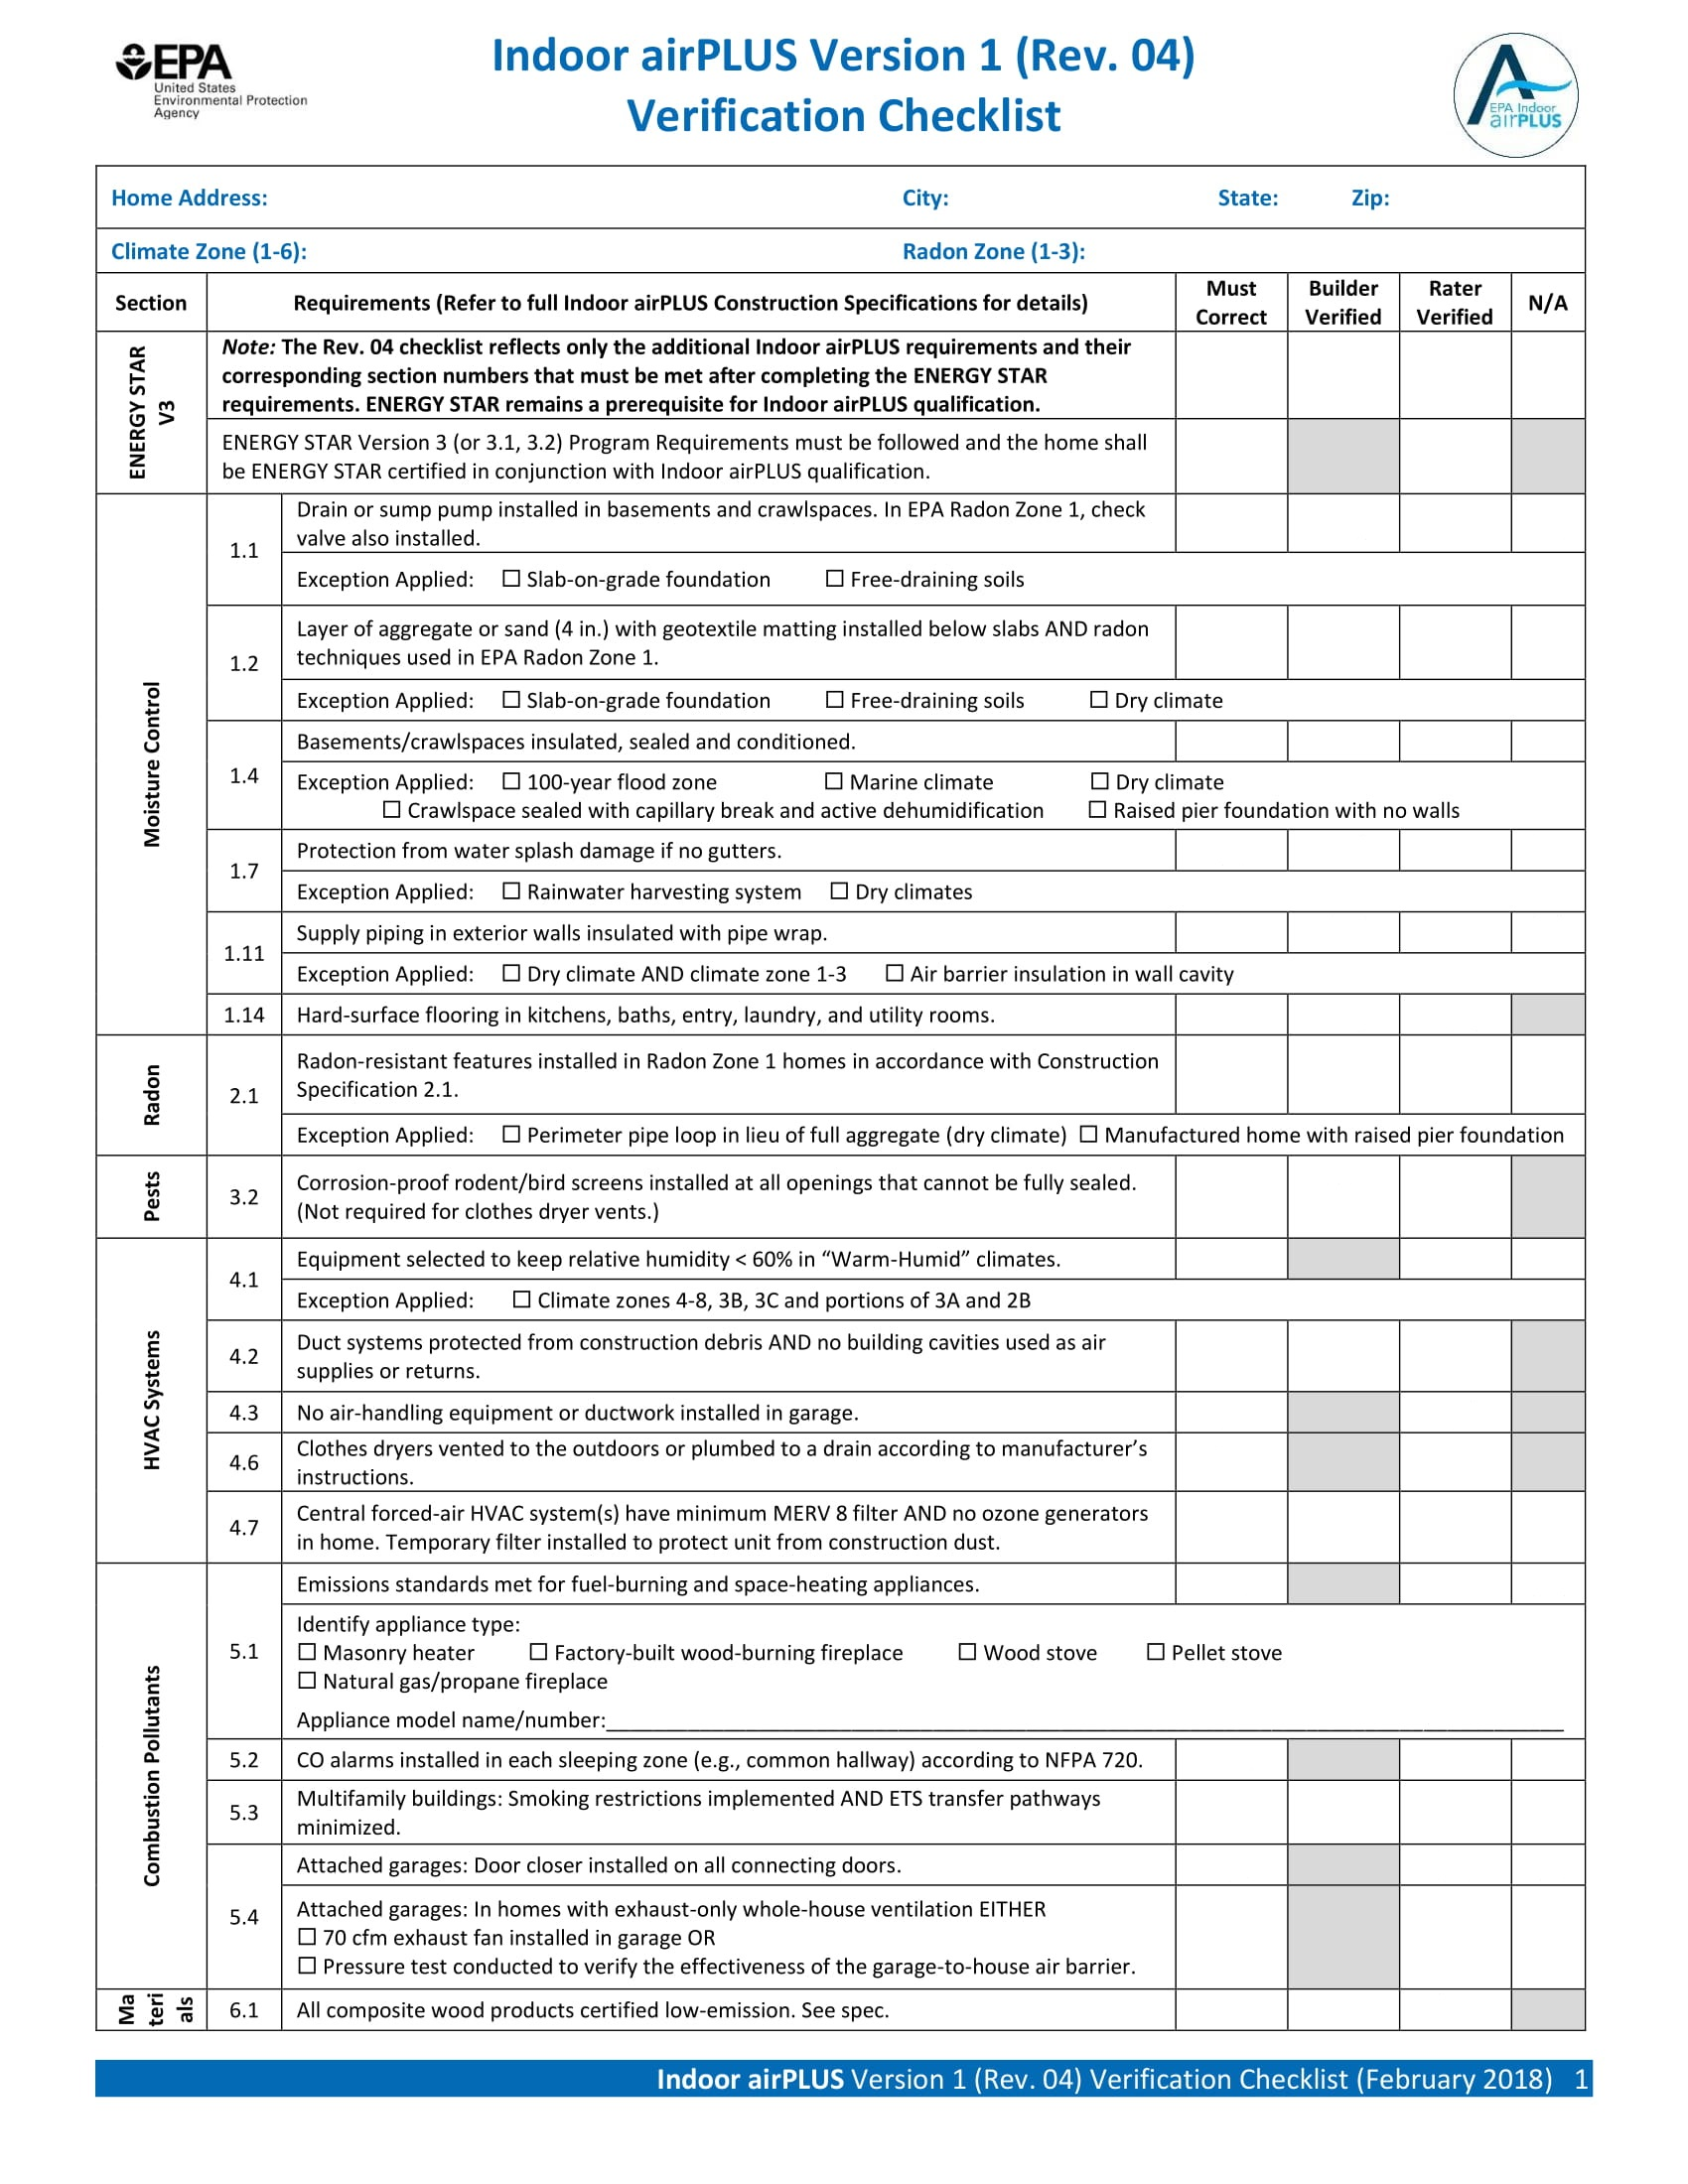 EPA
United States
Environmental Protection
Agency
Indoor airPLUS Version 1 (Rev. 04)
Verification Checklist
EPA Indoor
airPLUS
Home Address: City: State: Zip:
Climate Zone (1-6): Radon Zone (1-3):
Section Requirements (Refer to full Indoor airPLUS Construction Specifications for details) Must Correct Builder Verified Rater Verified N/A
ENERGY STAR V3
Note: The Rev. 04 checklist reflects only the additional Indoor airPLUS requirements and their
corresponding section numbers that must be met after completing the ENERGY STAR
requirements. ENERGY STAR remains a prerequisite for Indoor airPLUS qualification.
ENERGY STAR Version 3 (or 3.1, 3.2) Program Requirements must be followed and the home shall
be ENERGY STAR certified in conjunction with Indoor airPLUS qualification.
Moisture Control
1.1
Drain or sump pump installed in basements and crawlspaces. In EPA Radon Zone 1, check
valve also installed.
Exception Applied: ☐ Slab-on-grade foundation ☐ Free-draining soils
1.2
Layer of aggregate or sand (4 in.) with geotextile matting installed below slabs AND radon
techniques used in EPA Radon Zone 1.
Exception Applied: ☐ Slab-on-grade foundation ☐ Free-draining soils ☐ Dry climate
1.4
Basements/crawlspaces insulated, sealed and conditioned.
Exception Applied: ☐ 100-year flood zone ☐ Marine climate ☐ Dry climate
☐ Crawlspace sealed with capillary break and active dehumidification ☐ Raised pier foundation with no walls
1.7
Protection from water splash damage if no gutters.
Exception Applied: ☐ Rainwater harvesting system ☐ Dry climates
1.11
Supply piping in exterior walls insulated with pipe wrap.
Exception Applied: ☐ Dry climate AND climate zone 1-3 ☐ Air barrier insulation in wall cavity
1.14 Hard-surface flooring in kitchens, baths, entry, laundry, and utility rooms.
Radon
2.1
Radon-resistant features installed in Radon Zone 1 homes in accordance with Construction
Specification 2.1.
Exception Applied: ☐ Perimeter pipe loop in lieu of full aggregate (dry climate) ☐ Manufactured home with raised pier foundation
Pests
3.2
Corrosion-proof rodent/bird screens installed at all openings that cannot be fully sealed.
(Not required for clothes dryer vents.)
HVAC Systems
4.1
Equipment selected to keep relative humidity < 60% in “Warm-Humid” climates.
Exception Applied: ☐ Climate zones 4-8, 3B, 3C and portions of 3A and 2B
4.2
Duct systems protected from construction debris AND no building cavities used as air
supplies or returns.
4.3 No air-handling equipment or ductwork installed in garage.
4.6
Clothes dryers vented to the outdoors or plumbed to a drain according to manufacturer’s
instructions.
4.7
Central forced-air HVAC system(s) have minimum MERV 8 filter AND no ozone generators
in home. Temporary filter installed to protect unit from construction dust.
Combustion Pollutants
5.1
Emissions standards met for fuel-burning and space-heating appliances.
Identify appliance type:
☐ Masonry heater ☐ Factory-built wood-burning fireplace ☐ Wood stove ☐ Pellet stove
☐ Natural gas/propane fireplace
Appliance model name/number:
5.2 CO alarms installed in each sleeping zone (e.g., common hallway) according to NFPA 720.
5.3
Multifamily buildings: Smoking restrictions implemented AND ETS transfer pathways
minimized.
5.4
Attached garages: Door closer installed on all connecting doors.
Attached garages: In homes with exhaust-only whole-house ventilation EITHER
☐ 70 cfm exhaust fan installed in garage OR
☐ Pressure test conducted to verify the effectiveness of the garage-to-house air barrier.
Materials
6.1 All composite wood products certified low-emission. See spec.
Indoor airPLUS Version 1 (Rev. 04) Verification Checklist (February 2018) 1